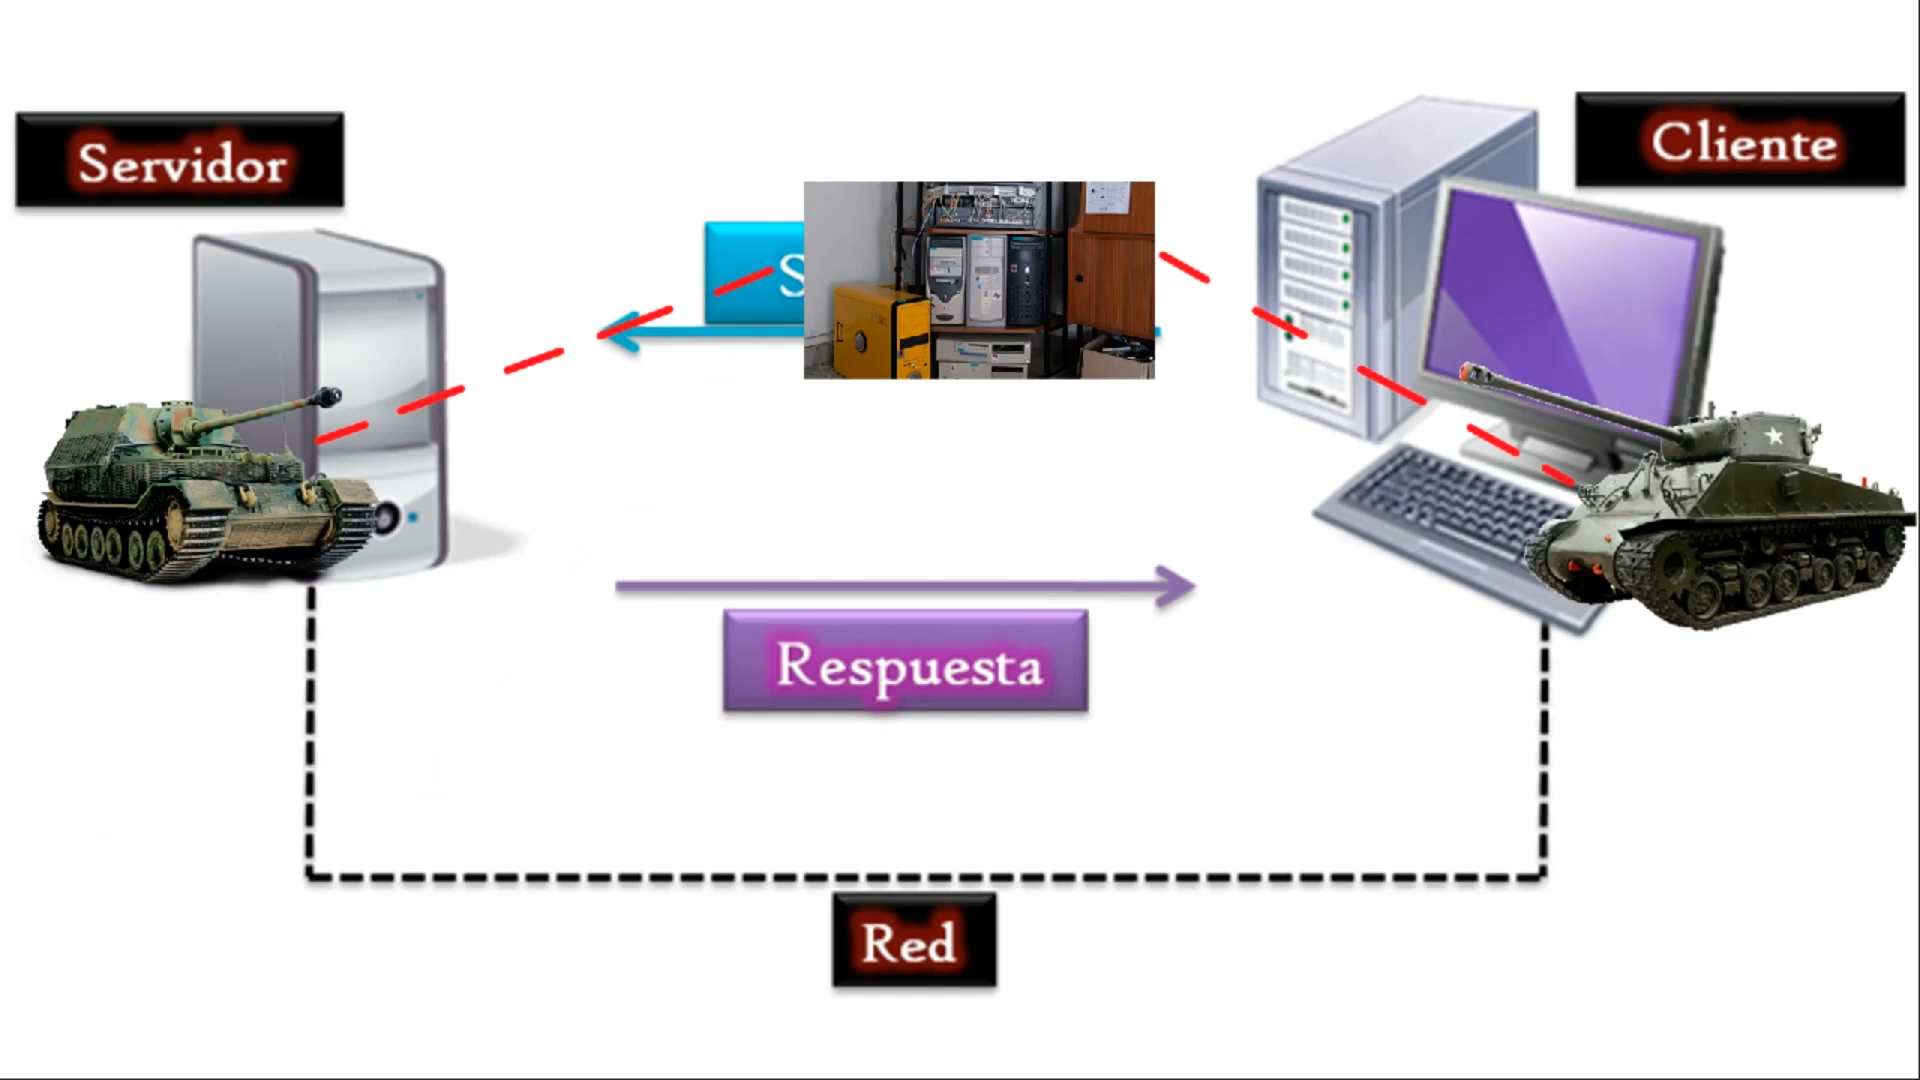 Servidor
Cliente
S
Respuesta
Red